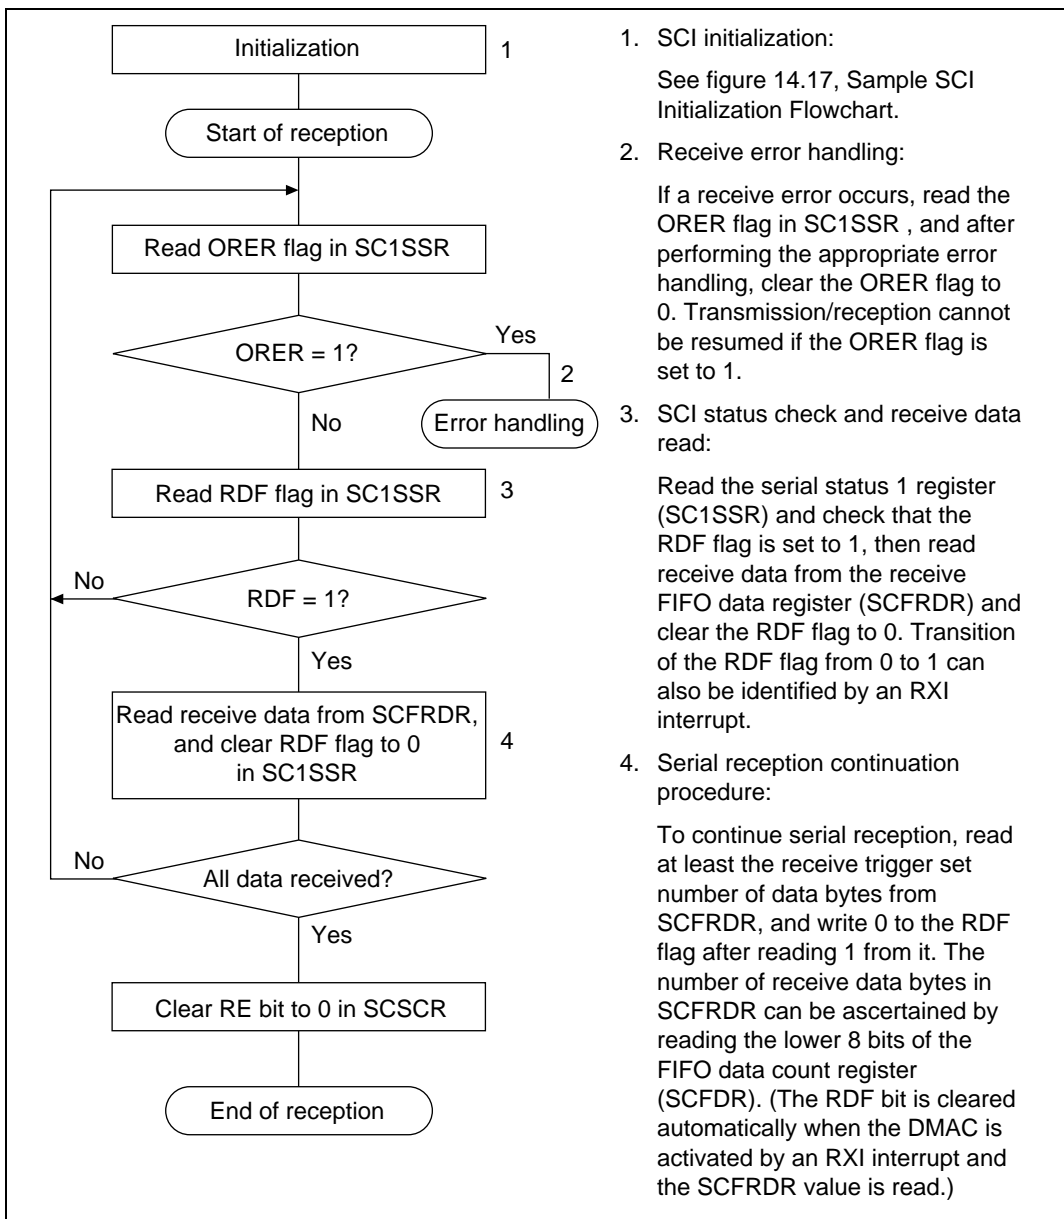 Initialization
1
Start of reception
Read ORER flag in SC1SSR
ORER = 1?
Yes
2
No
Error handling
Read RDF flag in SC1SSR
3
No
RDF = 1?
Yes
Read receive data from SCFRDR,
and clear RDF flag to 0
in SC1SSR
4
No
All data received?
Yes
Clear RE bit to 0 in SCSCR
End of reception
1. SCI initialization:
See figure 14.17, Sample SCI
Initialization Flowchart.
2. Receive error handling:
If a receive error occurs, read the
ORER flag in SC1SSR , and after
performing the appropriate error
handling, clear the ORER flag to
0. Transmission/reception cannot
be resumed if the ORER flag is
set to 1.
3. SCI status check and receive data
read:
Read the serial status 1 register
(SC1SSR) and check that the
RDF flag is set to 1, then read
receive data from the receive
FIFO data register (SCFRDR) and
clear the RDF flag to 0. Transition
of the RDF flag from 0 to 1 can
also be identified by an RXI
interrupt.
4. Serial reception continuation
procedure:
To continue serial reception, read
at least the receive trigger set
number of data bytes from
SCFRDR, and write 0 to the RDF
flag after reading 1 from it. The
number of receive data bytes in
SCFRDR can be ascertained by
reading the lower 8 bits of the
FIFO data count register
(SCFDR). (The RDF bit is cleared
automatically when the DMAC is
activated by an RXI interrupt and
the SCFRDR value is read.)